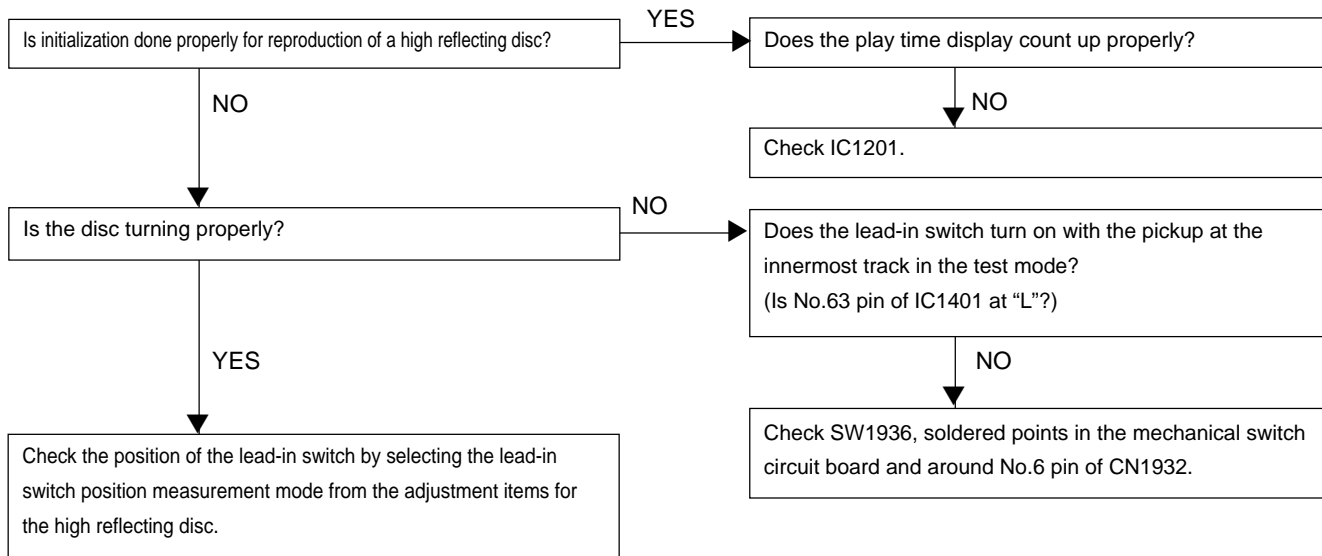 Is initialization done properly for reproduction of a high reflecting disc?
YES
Does the play time display count up properly?
NO
NO
Check IC1201.
Is the disc turning properly?
NO
Does the lead-in switch turn on with the pickup at the
innermost track in the test mode?
(Is No.63 pin of IC1401 at “L”?)
YES
NO
Check the position of the lead-in switch by selecting the lead-in
switch position measurement mode from the adjustment items for
the high reflecting disc.
Check SW1936, soldered points in the mechanical switch
circuit board and around No.6 pin of CN1932.